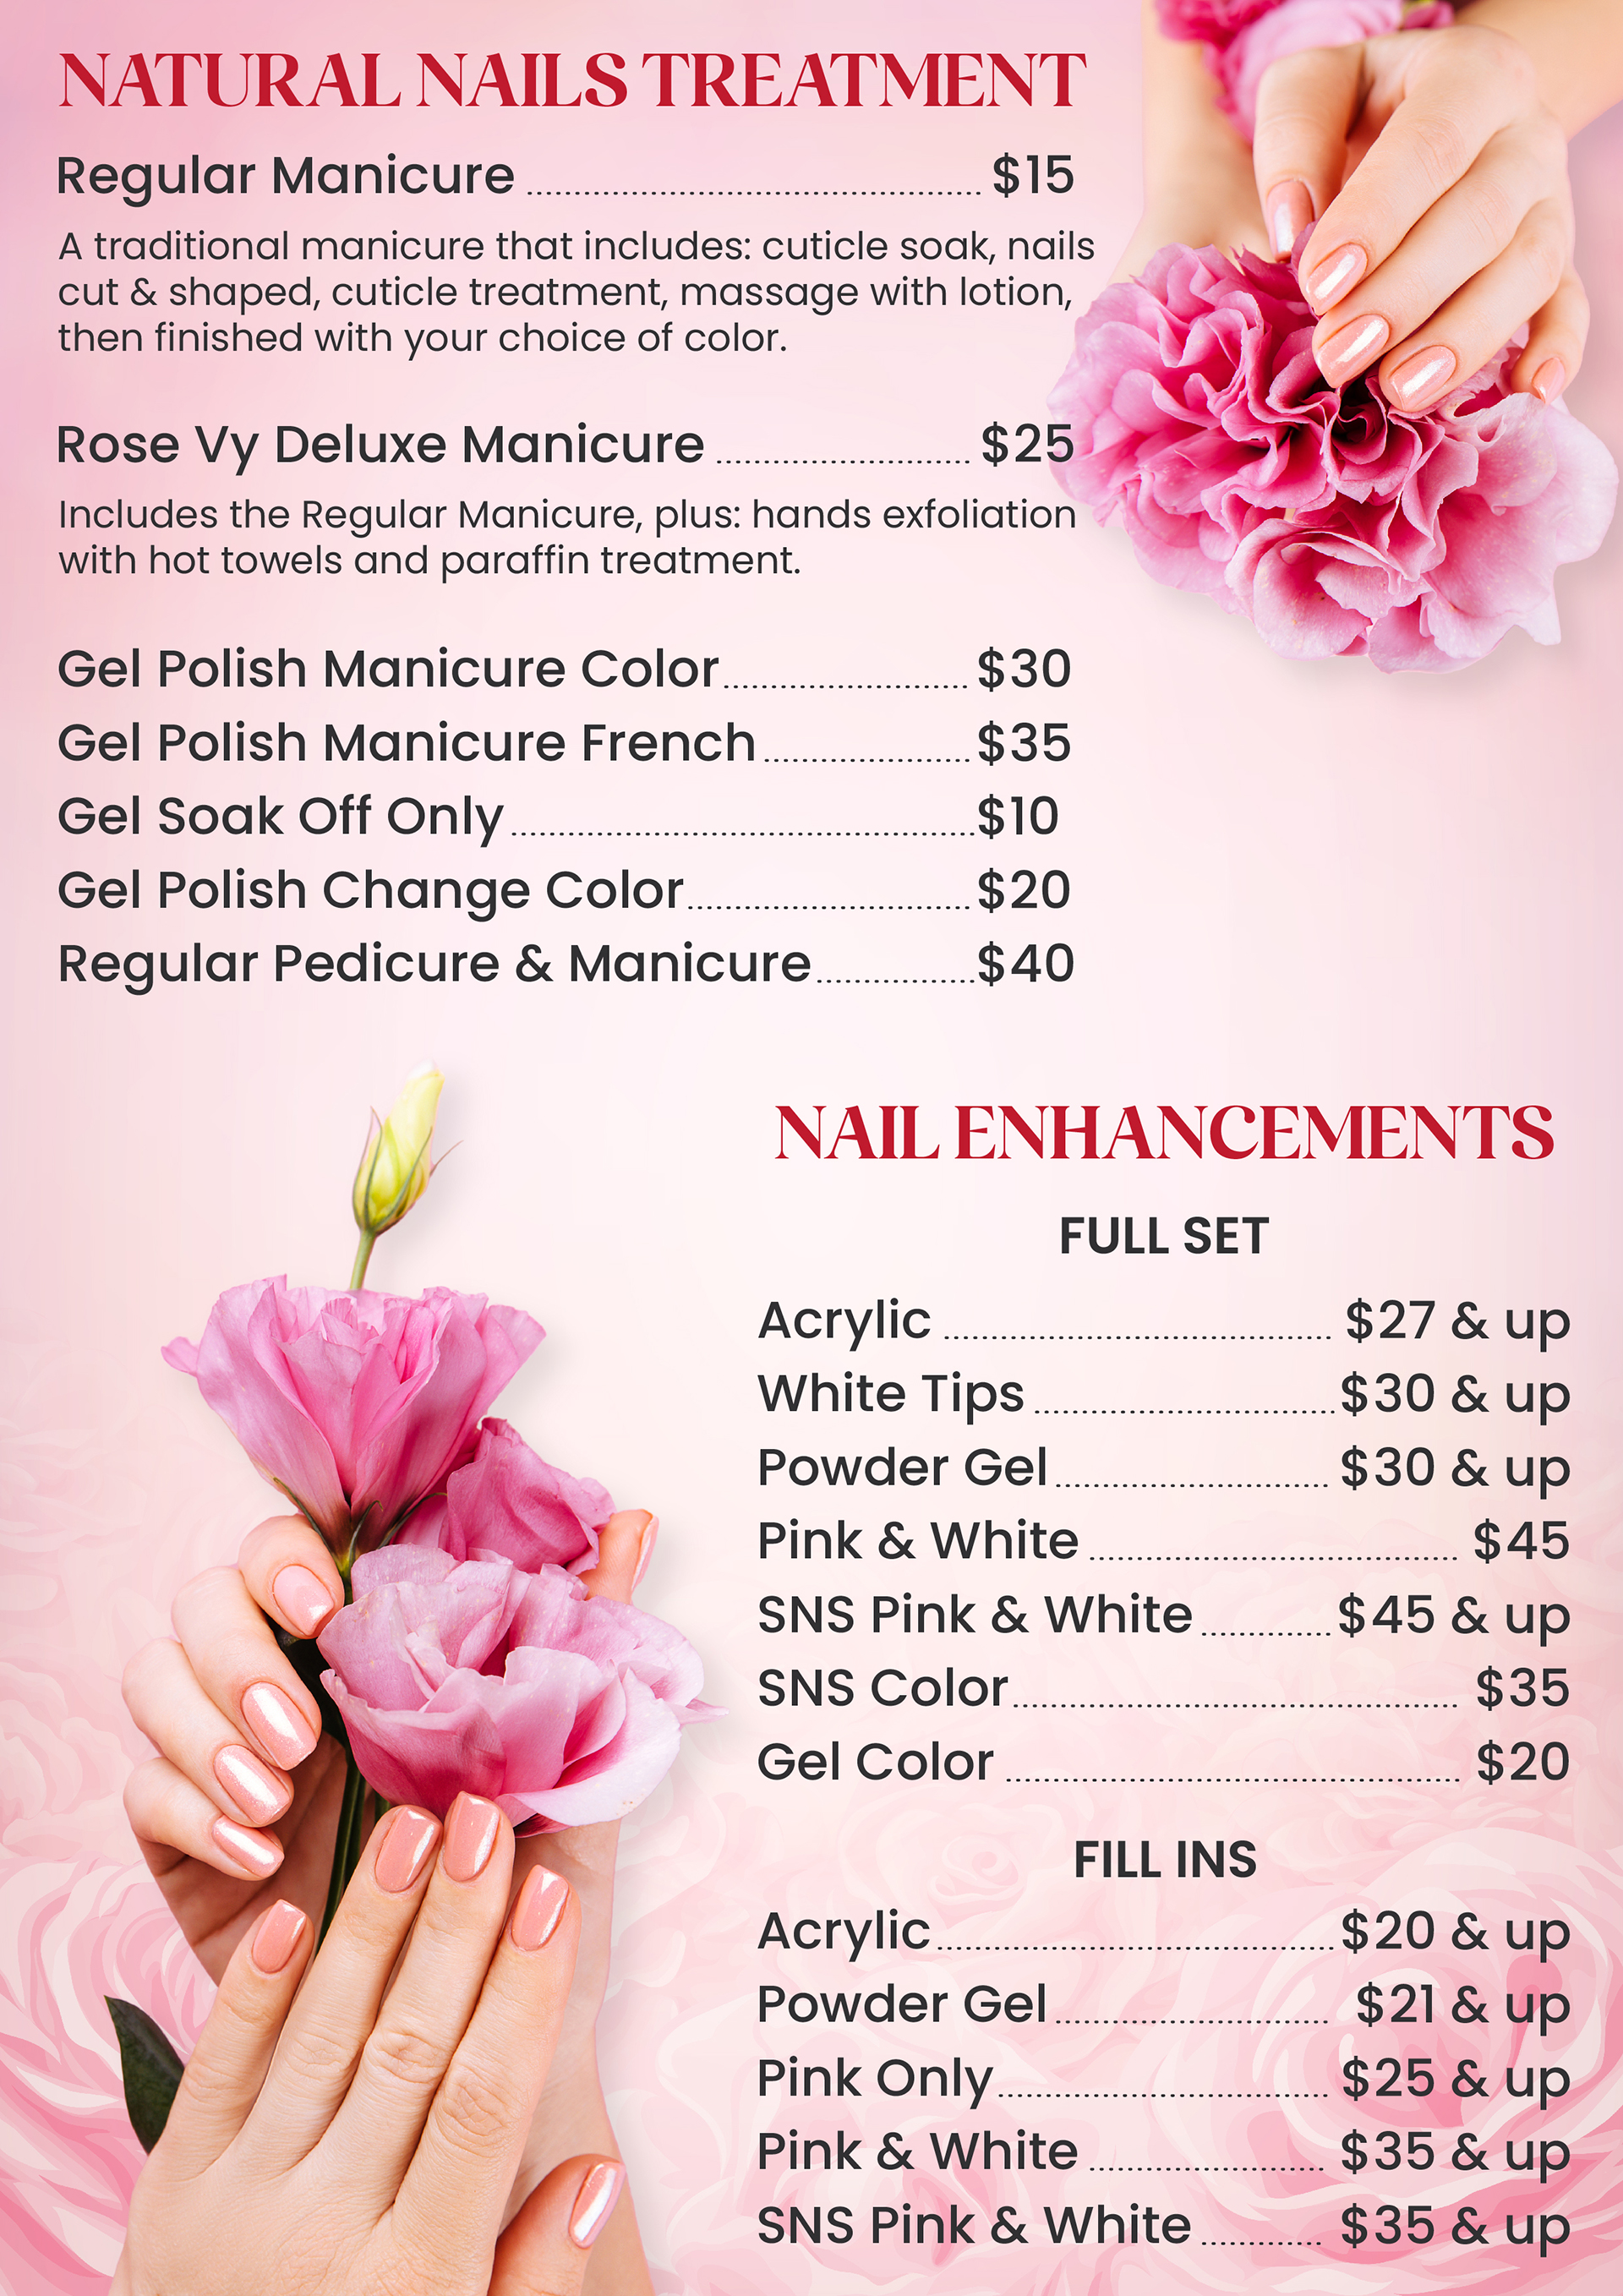 NATURAL NAILS TREATMENT
Regular Manicure ................................................ $15
A traditional manicure that includes: cuticle soak, nails
cut & shaped, cuticle treatment, massage with lotion,
then finished with your choice of color.
Rose Vy Deluxe Manicure ........................... $25
Includes the Regular Manicure, plus: hands exfoliation
with hot towels and paraffin treatment.
Gel Polish Manicure Color .......................... $30
Gel Polish Manicure French ...................... $35
Gel Soak Off Only ................................................. $10
Gel Polish Change Color .............................. $20
Regular Pedicure & Manicure ................. $40
NAIL ENHANCEMENTS
FULL SET
Acrylic ......................................... $27 & up
White Tips ................................ $30 & up
Powder Gel ............................. $30 & up
Pink & White ....................................... $45
SNS Pink & White .............. $45 & up
SNS Color ............................................... $35
Gel Color ................................................ $20
FILL INS
Acrylic .......................................... $20 & up
Powder Gel ............................. $21 & up
Pink Only ................................... $25 & up
Pink & White ......................... $35 & up
SNS Pink & White ............. $35 & up